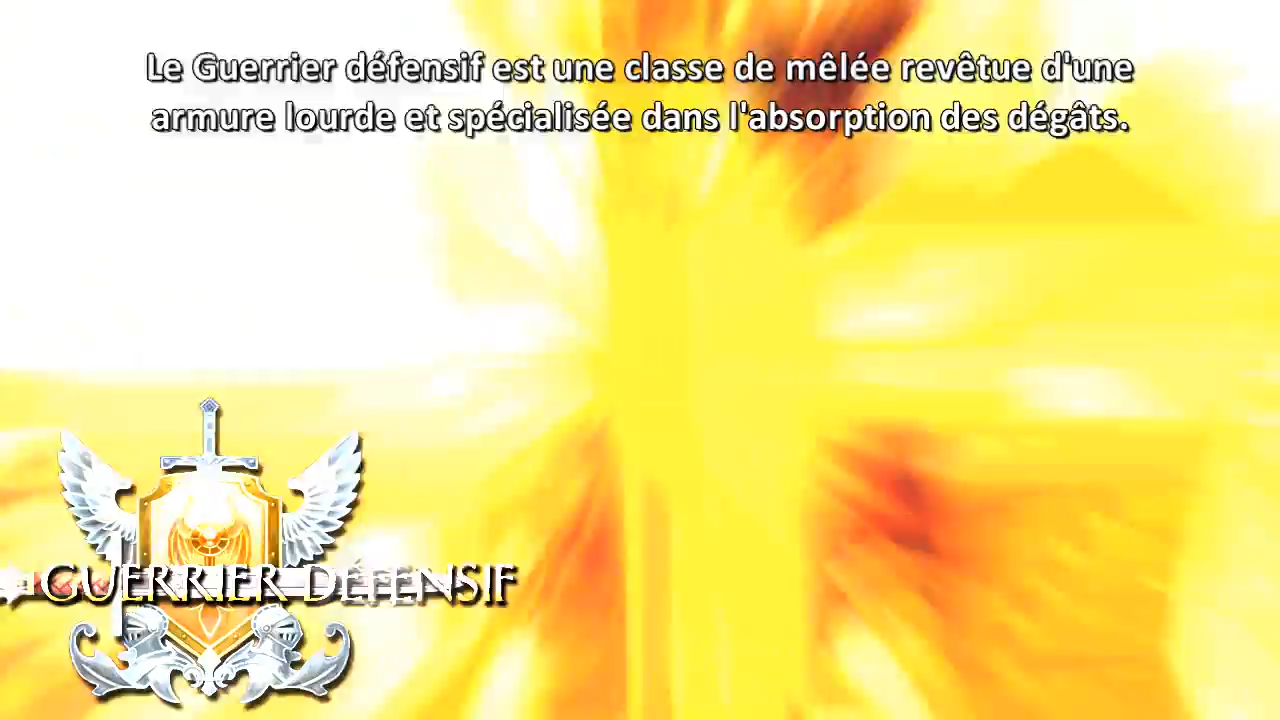 Le Guerrier défensif est une classe de mêlée revêtue d'une
armure lourde et spécialisée dans l'absorption des dégâts.
GUERRIER DÉFENSIF